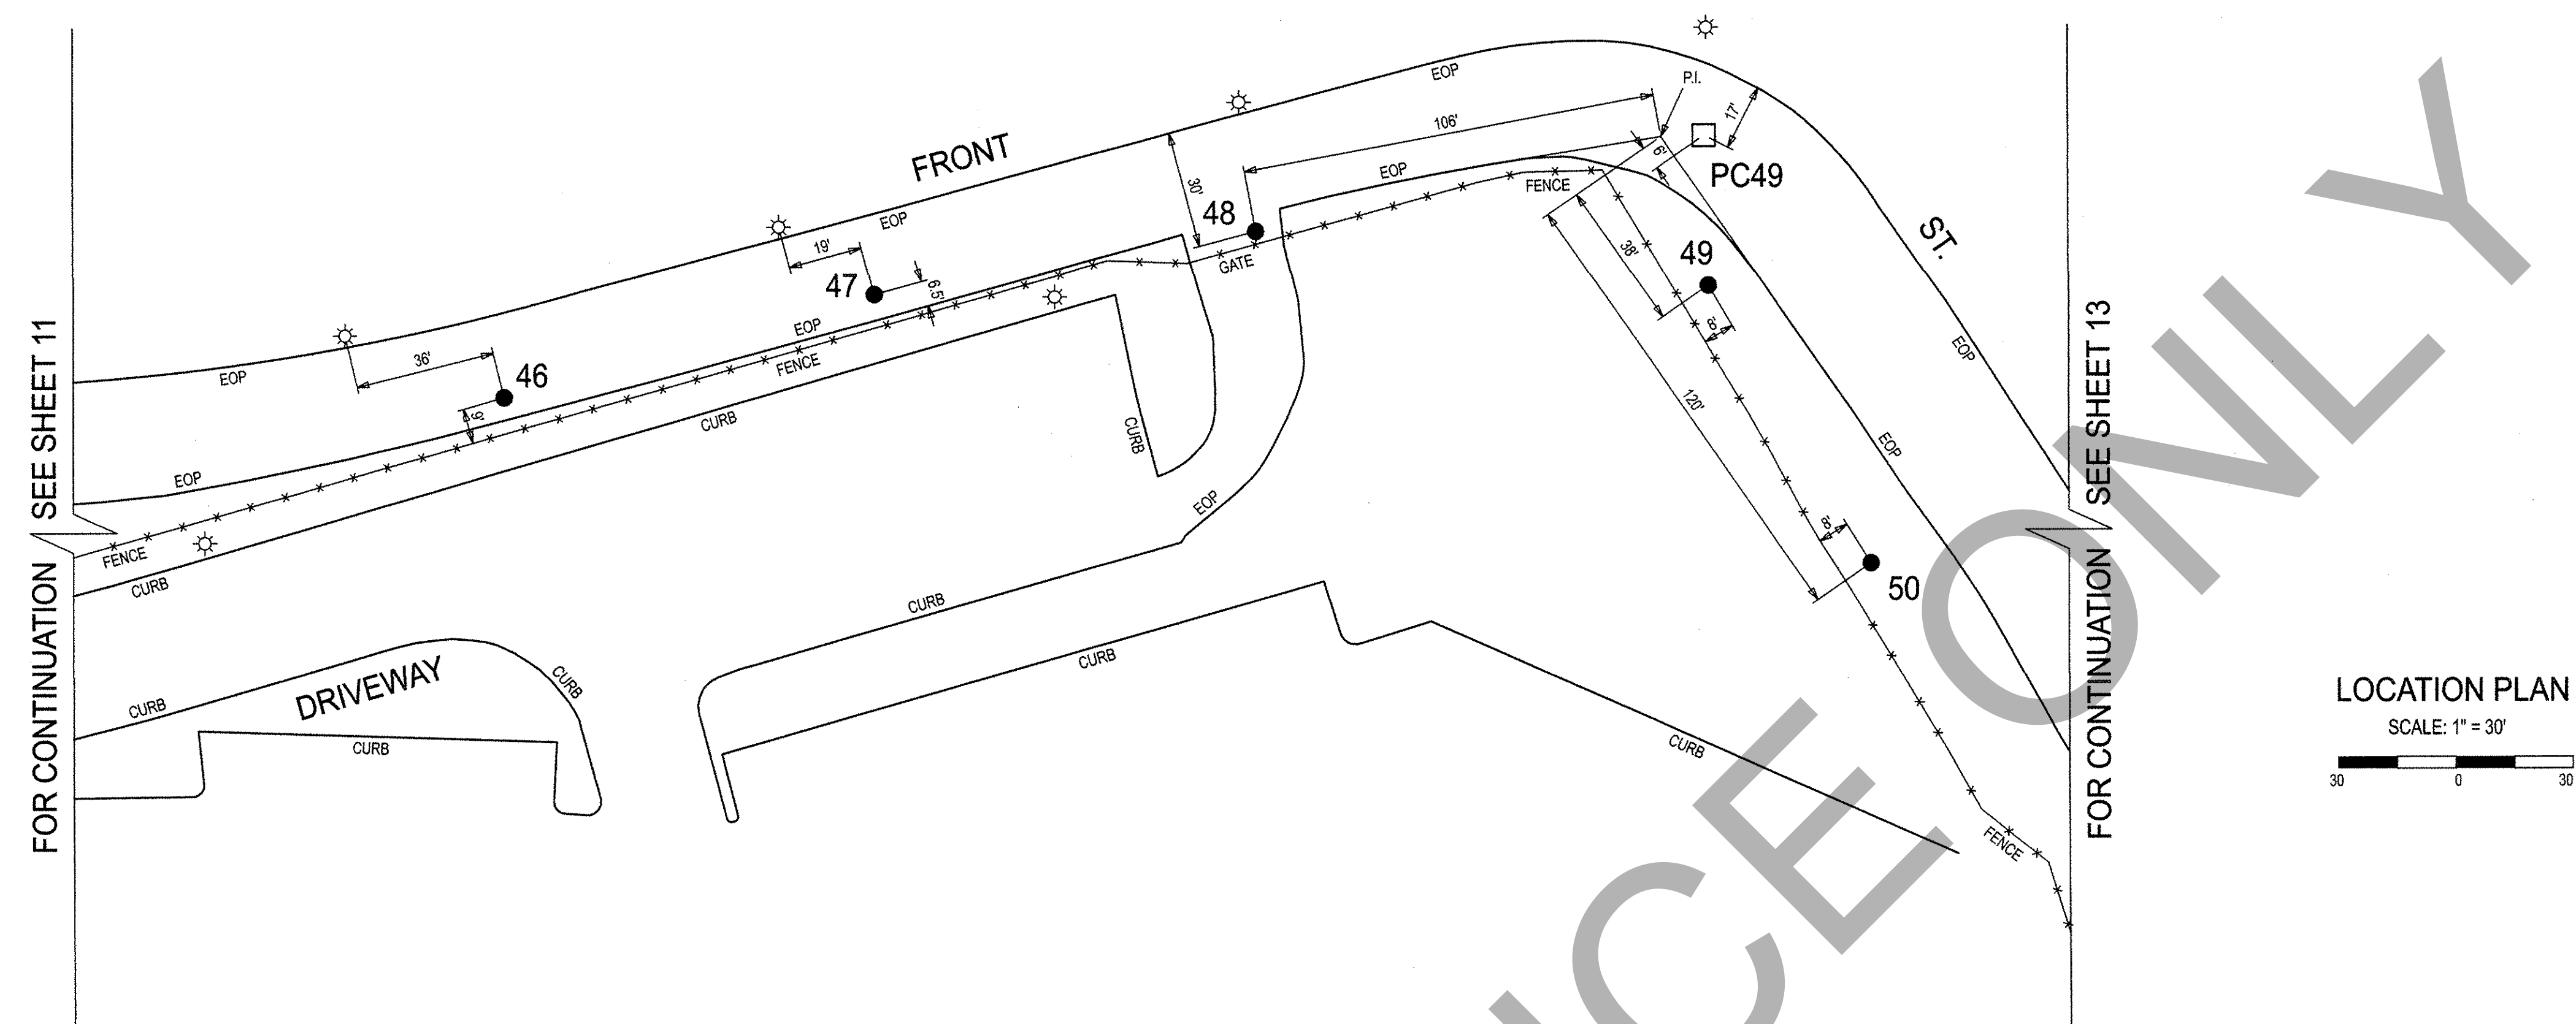 P.I.
EOP
17'
106'
FRONT
6'
PC49
EOP
FENCE
30'
48
EOP
ST.
19'
GATE
38'
49
47
6.5'
8'
EOP
EOP
FENCE
36'
EOP
46
9'
CURB
CURB
120'
EOP
EOP
EOP
8'
50
FENCE
CURB
CURB
CURB
DRIVEWAY
CURB
CURB
CURB
CURB
FENCE
FOR CONTINUATION SEE SHEET 11
FOR CONTINUATION SEE SHEET 13
LOCATION PLAN
SCALE: 1" = 30'
30 0 30
CE ONLY